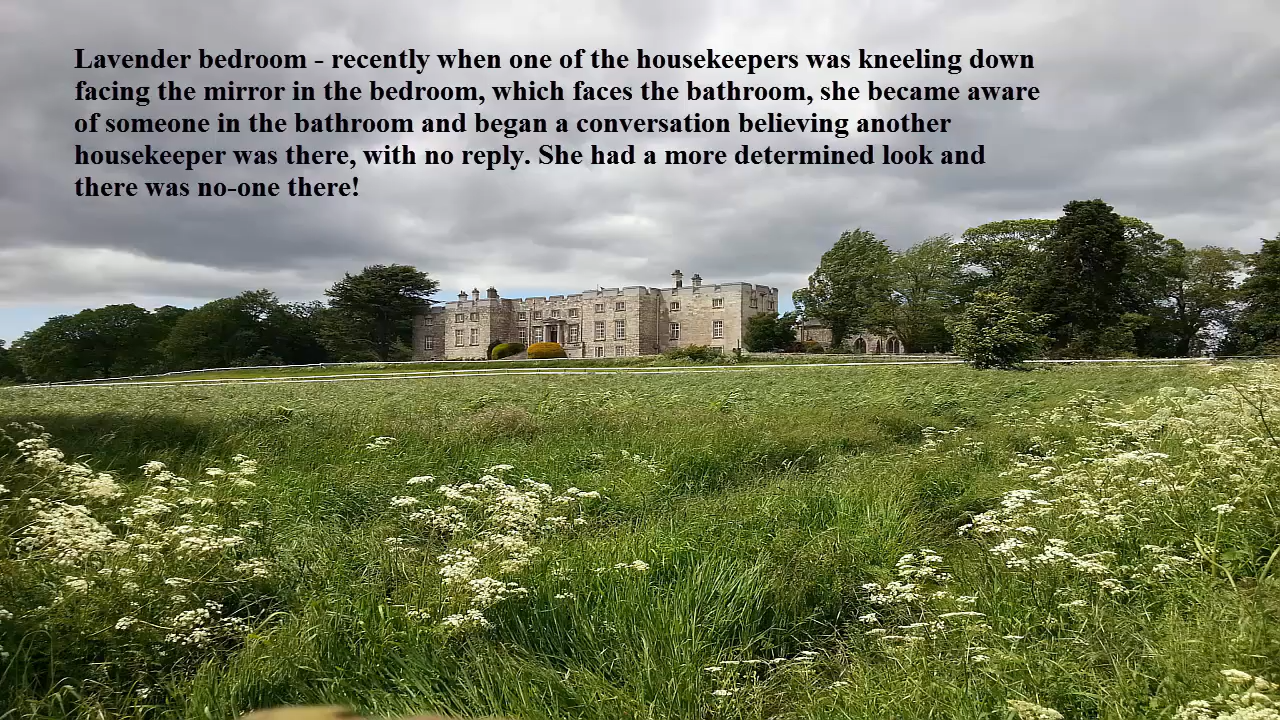 Lavender bedroom - recently when one of the housekeepers was kneeling down
facing the mirror in the bedroom, which faces the bathroom, she became aware
of someone in the bathroom and began a conversation believing another
housekeeper was there, with no reply. She had a more determined look and
there was no-one there!